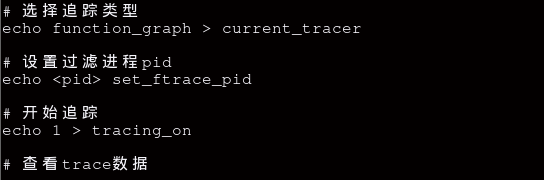 # 选择追踪类型
echo function_graph > current_tracer
# 设置过滤进程pid
echo <pid> set_ftrace_pid
# 开始追踪
echo 1 > tracing_on
# 查看trace数据